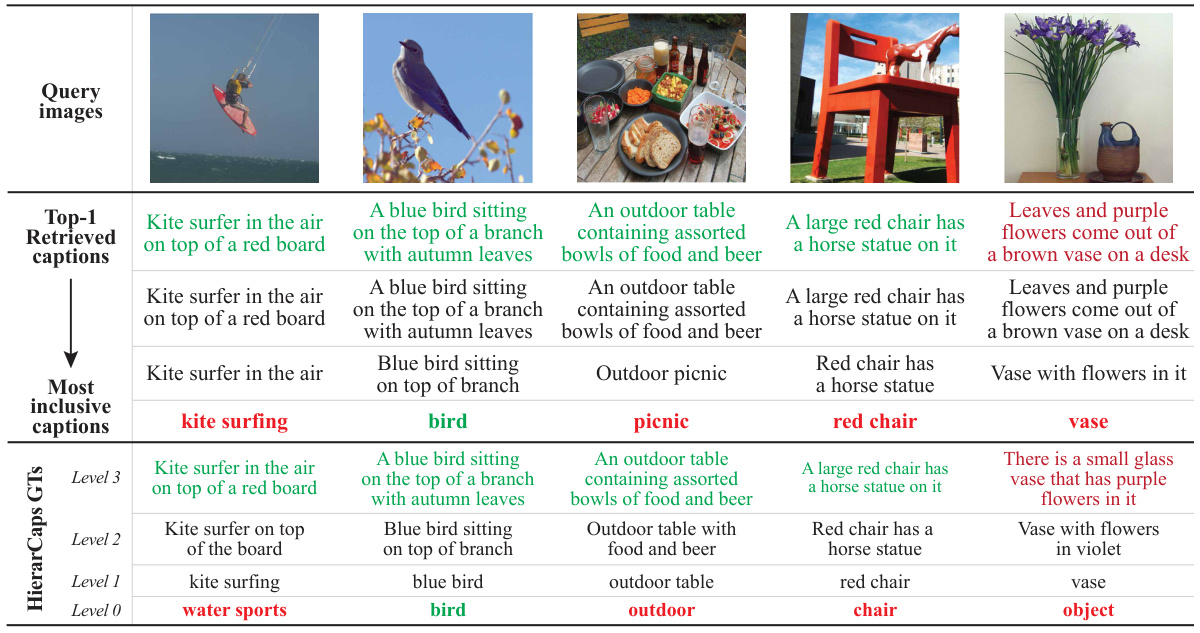 Query
images
Top-1
Retrieved
captions
Kite surfer in the air
on top of a red board
A blue bird sitting
on the top of a branch
with autumn leaves
An outdoor table
containing assorted
bowls of food and beer
A large red chair has
a horse statue on it
Leaves and purple
flowers come out of
a brown vase on a desk
Kite surfer in the air
on top of a red board
A blue bird sitting
on the top of a branch
with autumn leaves
An outdoor table
containing assorted
bowls of food and beer
A large red chair has
a horse statue on it
Leaves and purple
flowers come out of
a brown vase on a desk
Kite surfer in the air
Blue bird sitting
on top of branch
Outdoor picnic
Red chair has
a horse statue
Vase with flowers in it
Most
inclusive
captions
kite surfing
bird
picnic
red chair
vase
HierarCaps GTs
Level 3
Kite surfer in the air
on top of a red board
A blue bird sitting
on the top of a branch
with autumn leaves
An outdoor table
containing assorted
bowls of food and beer
A large red chair has
a horse statue on it
There is a small glass
vase that has purple
flowers in it
Level 2
Kite surfer on top
of the board
Blue bird sitting
on top of branch
Outdoor table with
food and beer
Red chair has a
horse statue
Vase with flowers
in violet
Level 1
kite surfing
blue bird
outdoor table
red chair
vase
Level 0
water sports
bird
outdoor
chair
object